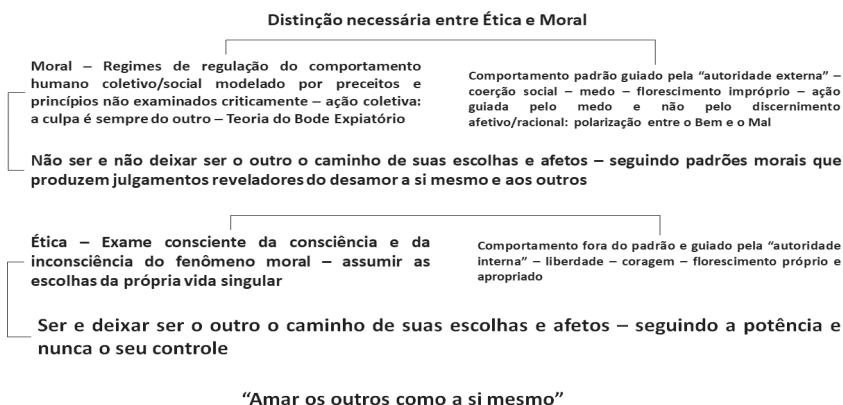 Distinção necessária entre Ética e Moral
Moral – Regimes de regulação do comportamento
humano coletivo/social modelado por preceitos e
princípios não examinados criticamente – ação coletiva:
a culpa é sempre do outro – Teoria do Bode Expiatório
Comportamento padrão guiado pela “autoridade externa” –
coerção social – medo – florescimento impróprio – ação
guiada pelo medo e não pelo discernimento
afetivo/racional: polarização entre o Bem e o Mal
Não ser e não deixar ser o outro o caminho de suas escolhas e afetos – seguindo padrões morais que
produzem julgamentos reveladores do desamor a si mesmo e aos outros
Ética – Exame consciente da consciência e da
inconsciência do fenômeno moral – assumir as
escolhas da própria vida singular
Comportamento fora do padrão e guiado pela “autoridade
interna” – liberdade – coragem – florescimento próprio e
apropriado
Ser e deixar ser o outro o caminho de suas escolhas e afetos – seguindo a potência e
nunca o seu controle
“Amar os outros como a si mesmo”